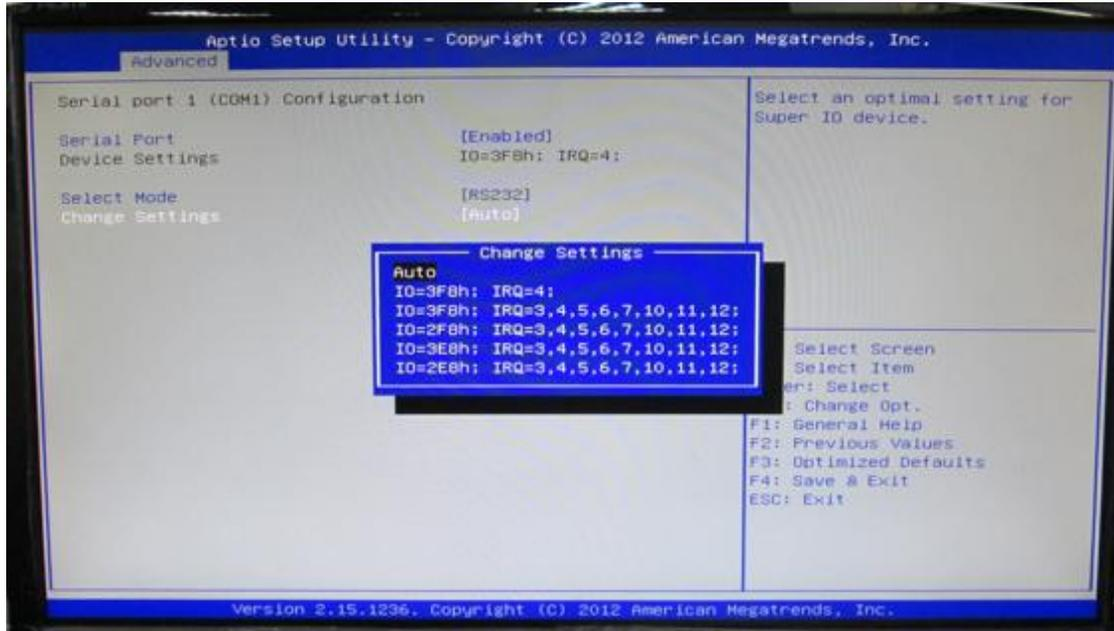 Aptio Setup Utility – Copyright (C) 2012 American Megatrends, Inc.
Advanced
Serial port 1 (COM1) Configuration
Serial Port [Enabled]
Device Settings IO=3F8h; IRQ=4;
Select Mode [RS232]
Change Settings [Auto]
Select an optimal setting for
Super IO device.
Change Settings
Auto
IO=3F8h; IRQ=4;
IO=3F8h; IRQ=3,4,5,6,7,10,11,12;
IO=2F8h; IRQ=3,4,5,6,7,10,11,12;
IO=3E8h; IRQ=3,4,5,6,7,10,11,12;
IO=2E8h; IRQ=3,4,5,6,7,10,11,12;
Select Screen
Select Item
er: Select
: Change Opt.
F1: General Help
F2: Previous Values
F3: Optimized Defaults
F4: Save & Exit
ESC: Exit
Version 2.15.1236. Copyright (C) 2012 American Megatrends, Inc.